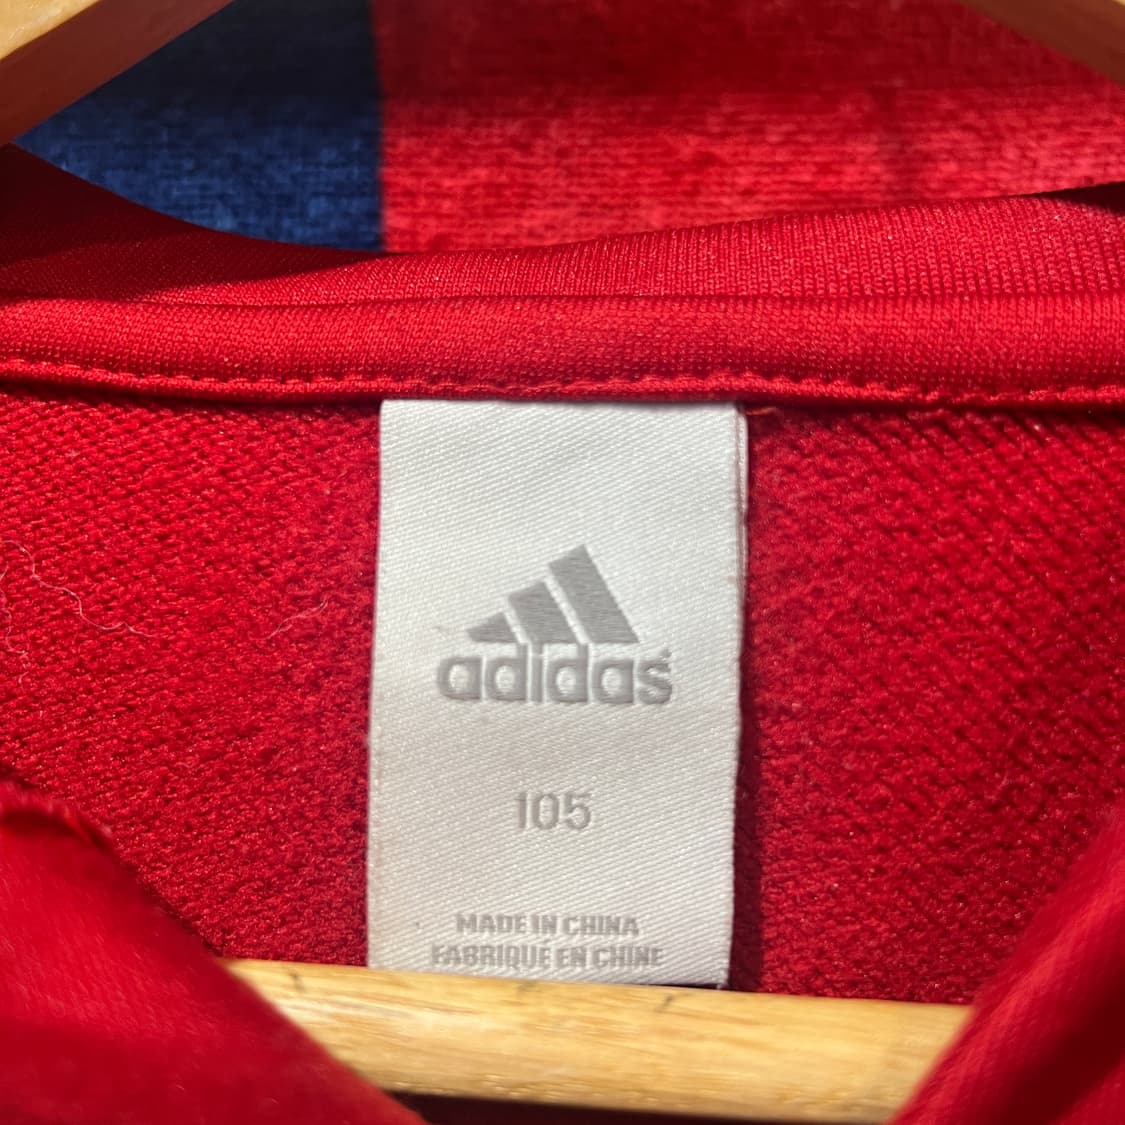 adidas
105
MADE IN CHINA
FABRIQUÉ EN CHINE